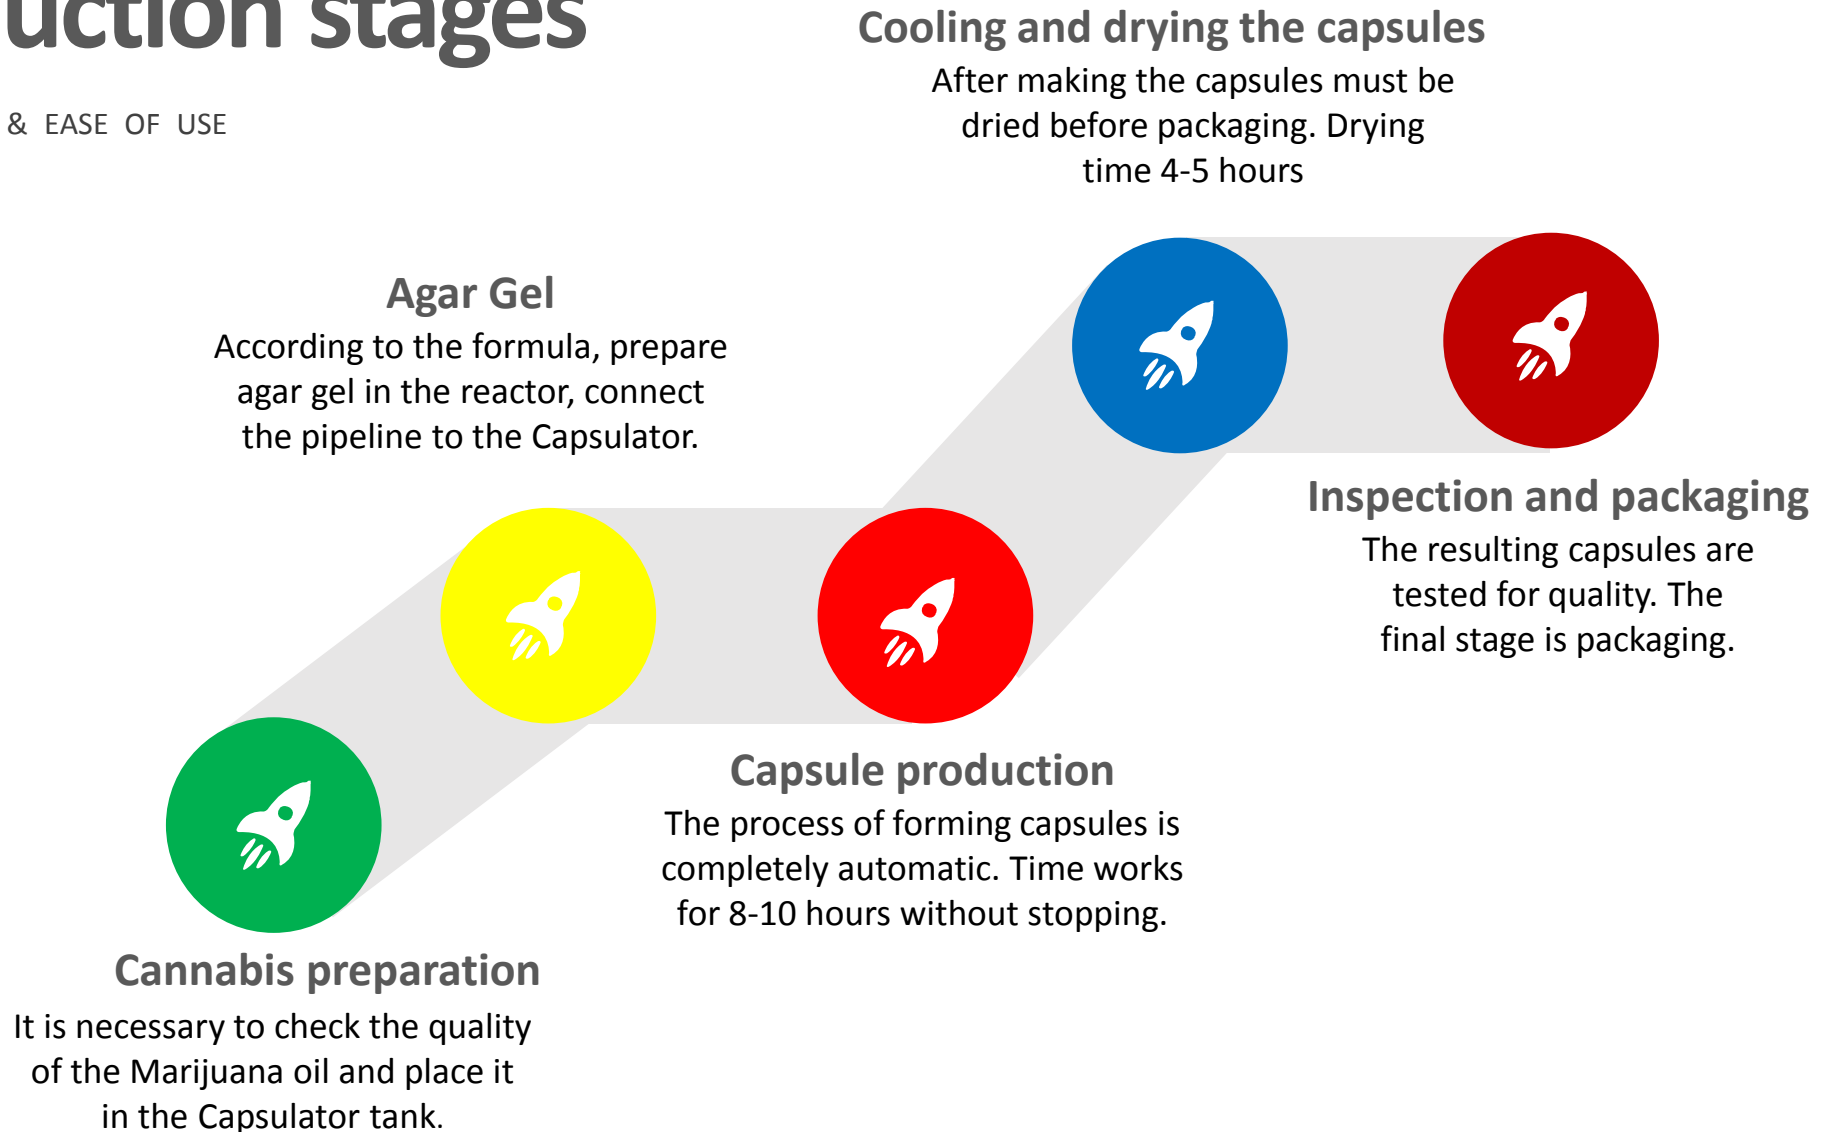 uction stages
& EASE OF USE
Cooling and drying the capsules
After making the capsules must be
dried before packaging. Drying
time 4-5 hours
Agar Gel
According to the formula, prepare
agar gel in the reactor, connect
the pipeline to the Capsulator.
Inspection and packaging
The resulting capsules are
tested for quality. The
final stage is packaging.
Capsule production
The process of forming capsules is
completely automatic. Time works
for 8-10 hours without stopping.
Cannabis preparation
It is necessary to check the quality
of the Marijuana oil and place it
in the Capsulator tank.